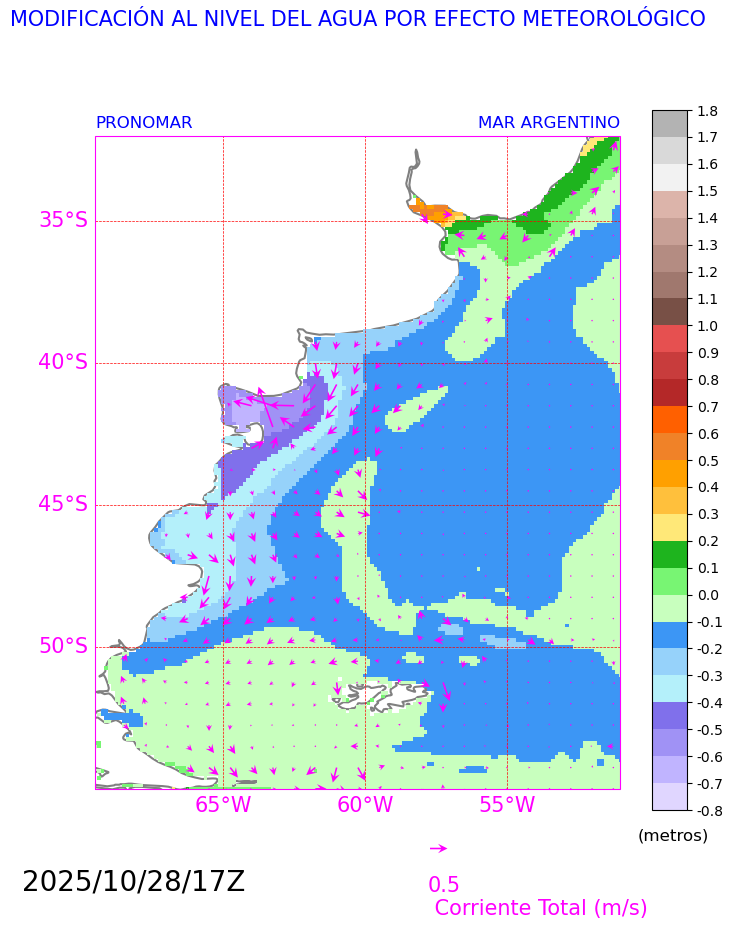 MODIFICACIÓN AL NIVEL DEL AGUA POR EFECTO METEOROLÓGICO
PRONOMAR
MAR ARGENTINO
35°S
40°S
45°S
50°S
65°W
60°W
55°W
1.8
1.7
1.6
1.5
1.4
1.3
1.2
1.1
1.0
0.9
0.8
0.7
0.6
0.5
0.4
0.3
0.2
0.1
0.0
-0.1
-0.2
-0.3
-0.4
-0.5
-0.6
-0.7
-0.8
(metros)
2025/10/28/17Z
0.5
Corriente Total (m/s)